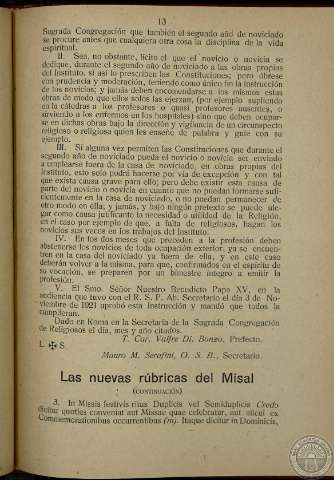 13
Sagrada Congregación que también el segundo año de noviciado
se procure antes que cualquiera otra cosa la disciplina de la vida
espiritual.
II. Sea, no obstante, lícito el que el novicio o novicia se
dedique, durante el segundo año de noviciado a las obras propias
del Instituto, si así lo prescriben las Constituciones; pero óbrese
con prudencia y moderación, teniendo como único fin la instrucción
de los novicios; y jamás deben encomendarse a los mismos estas
obras de modo que ellos solos las ejerzan, (por ejemplo supliendo
en la cátedras a los profesores o quasi profesores ausentes, o
sirviendo a los enfermos en los hospitales) sino que deben ocupar-
se en dichas obras bajo la dirección y vigilancia de un circunspecto
religioso o religiosa quien les enseñe de palabra y guíe con su
ejemplo.
III. Si alguna vez permiten las Constituciones que durante el
segundo año de noviciado pueda el novicio o novicia ser enviado
a emplearse fuera de la casa de noviciado, en obras propias del
Instituto, esto solo podrá hacerse por vía de excepción y con tal
que exista causa grave para ello; pero debe existir esta causa de
parte del novicio o novicia en cuanto que no puedan formarse sufi-
cientemente en la casa de noviciado, o no puedan permanecer de
otro modo en ella; y jamás, y bajo ningún pretexto se puede ale-
gar como causa justificante la necesidad o utilidad de la Religión,
en el caso por ejemplo de que, a falta de religiosos, hagan los
novicios sus veces en los trabajos del Instituto.
IV. En los dos meses que preceden a la profesión deben
abstenerse los novicios de toda ocupación exterior, ya se encuen-
tren en la casa del noviciado ya fuera de ella, y en este caso
deberán volver a la misma, para que, confirmados en el espíritu de
su vocación, se preparen por un bimestre íntegro a emitir la
profesión.
V. El Smo. Señor Nuestro Benedicto Papa XV, en la
audiencia que tuvo con el R. S. P. Ab. Secretario el día 3 de No-
viembre de 1921 aprobó esta Instrucción y mandó que todos la
cumplieran.
Dado en Roma en la Secretaría de la Sagrada Congregación
de Religiosos el día, mes y año citados.
T. Car. Valfre Di. Bonzo, Prefecto.
L ✠ S.
Mauro M. Serafini, O. S. B., Secretario.
Las nuevas rúbricas del Misal
(CONTINUACIÓN)
3. In Missis festivis ritus Duplicis vel Semiduplicis Credo
dicitur quoties conveniat aut Missae quae celebratur, aut alicui ex
Commemorationibus occurrentibus (m). Itaque dicitur in Dominicis,